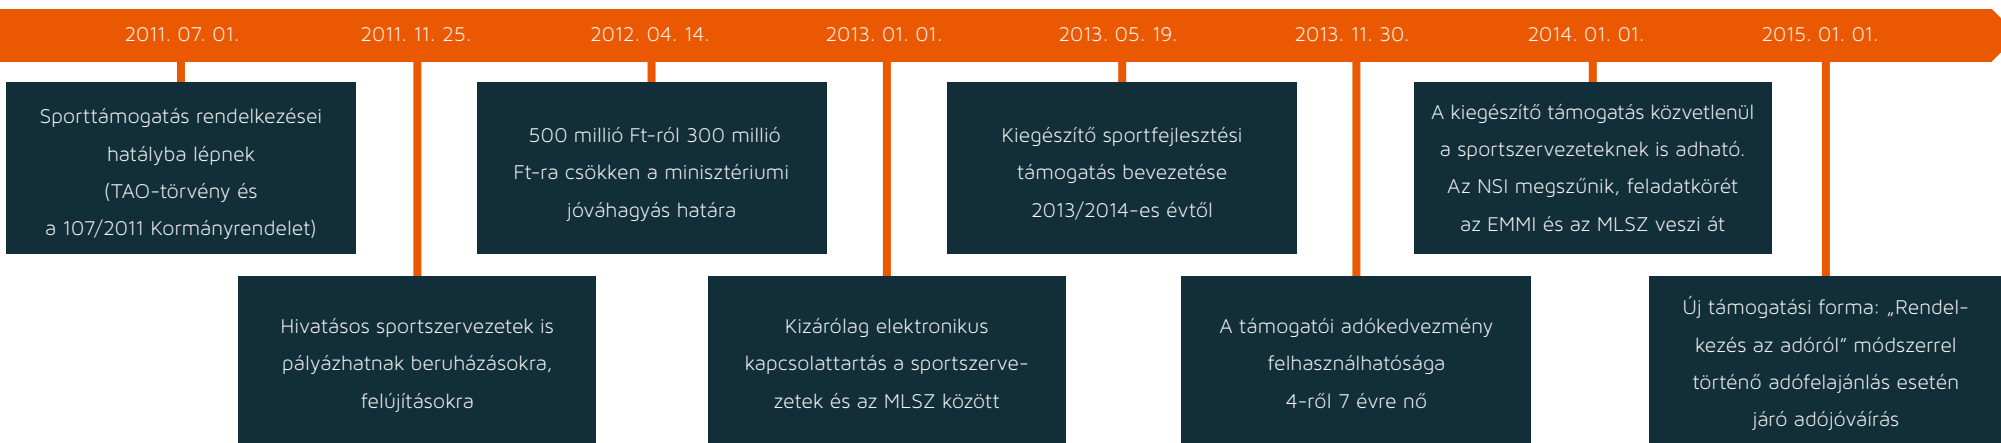 2011. 07. 01.
2011. 11. 25.
2012. 04. 14.
2013. 01. 01.
2013. 05. 19.
2013. 11. 30.
2014. 01. 01.
2015. 01. 01.
Sporttámogatás rendelkezései
hatályba lépnek
(TAO-törvény és
a 107/2011 Kormányrendelet)
500 millió Ft-ról 300 millió
Ft-ra csökken a minisztériumi
jóváhagyás határa
Kiegészítő sportfejlesztési
támogatás bevezetése
2013/2014-es évtől
A kiegészítő támogatás közvetlenül
a sportszervezeteknek is adható.
Az NSI megszűnik, feladatkörét
az EMMI és az MLSZ veszi át
Hivatásos sportszervezetek is
pályázhatnak beruházásokra,
felújításokra
Kizárólag elektronikus
kapcsolattartás a sportszerve-
zetek és az MLSZ között
A támogatói adókedvezmény
felhasználhatósága
4-ről 7 évre nő
Új támogatási forma: „Rendel-
kezés az adóról” módszerrel
történő adófelajánlás esetén
járó adójóváírás